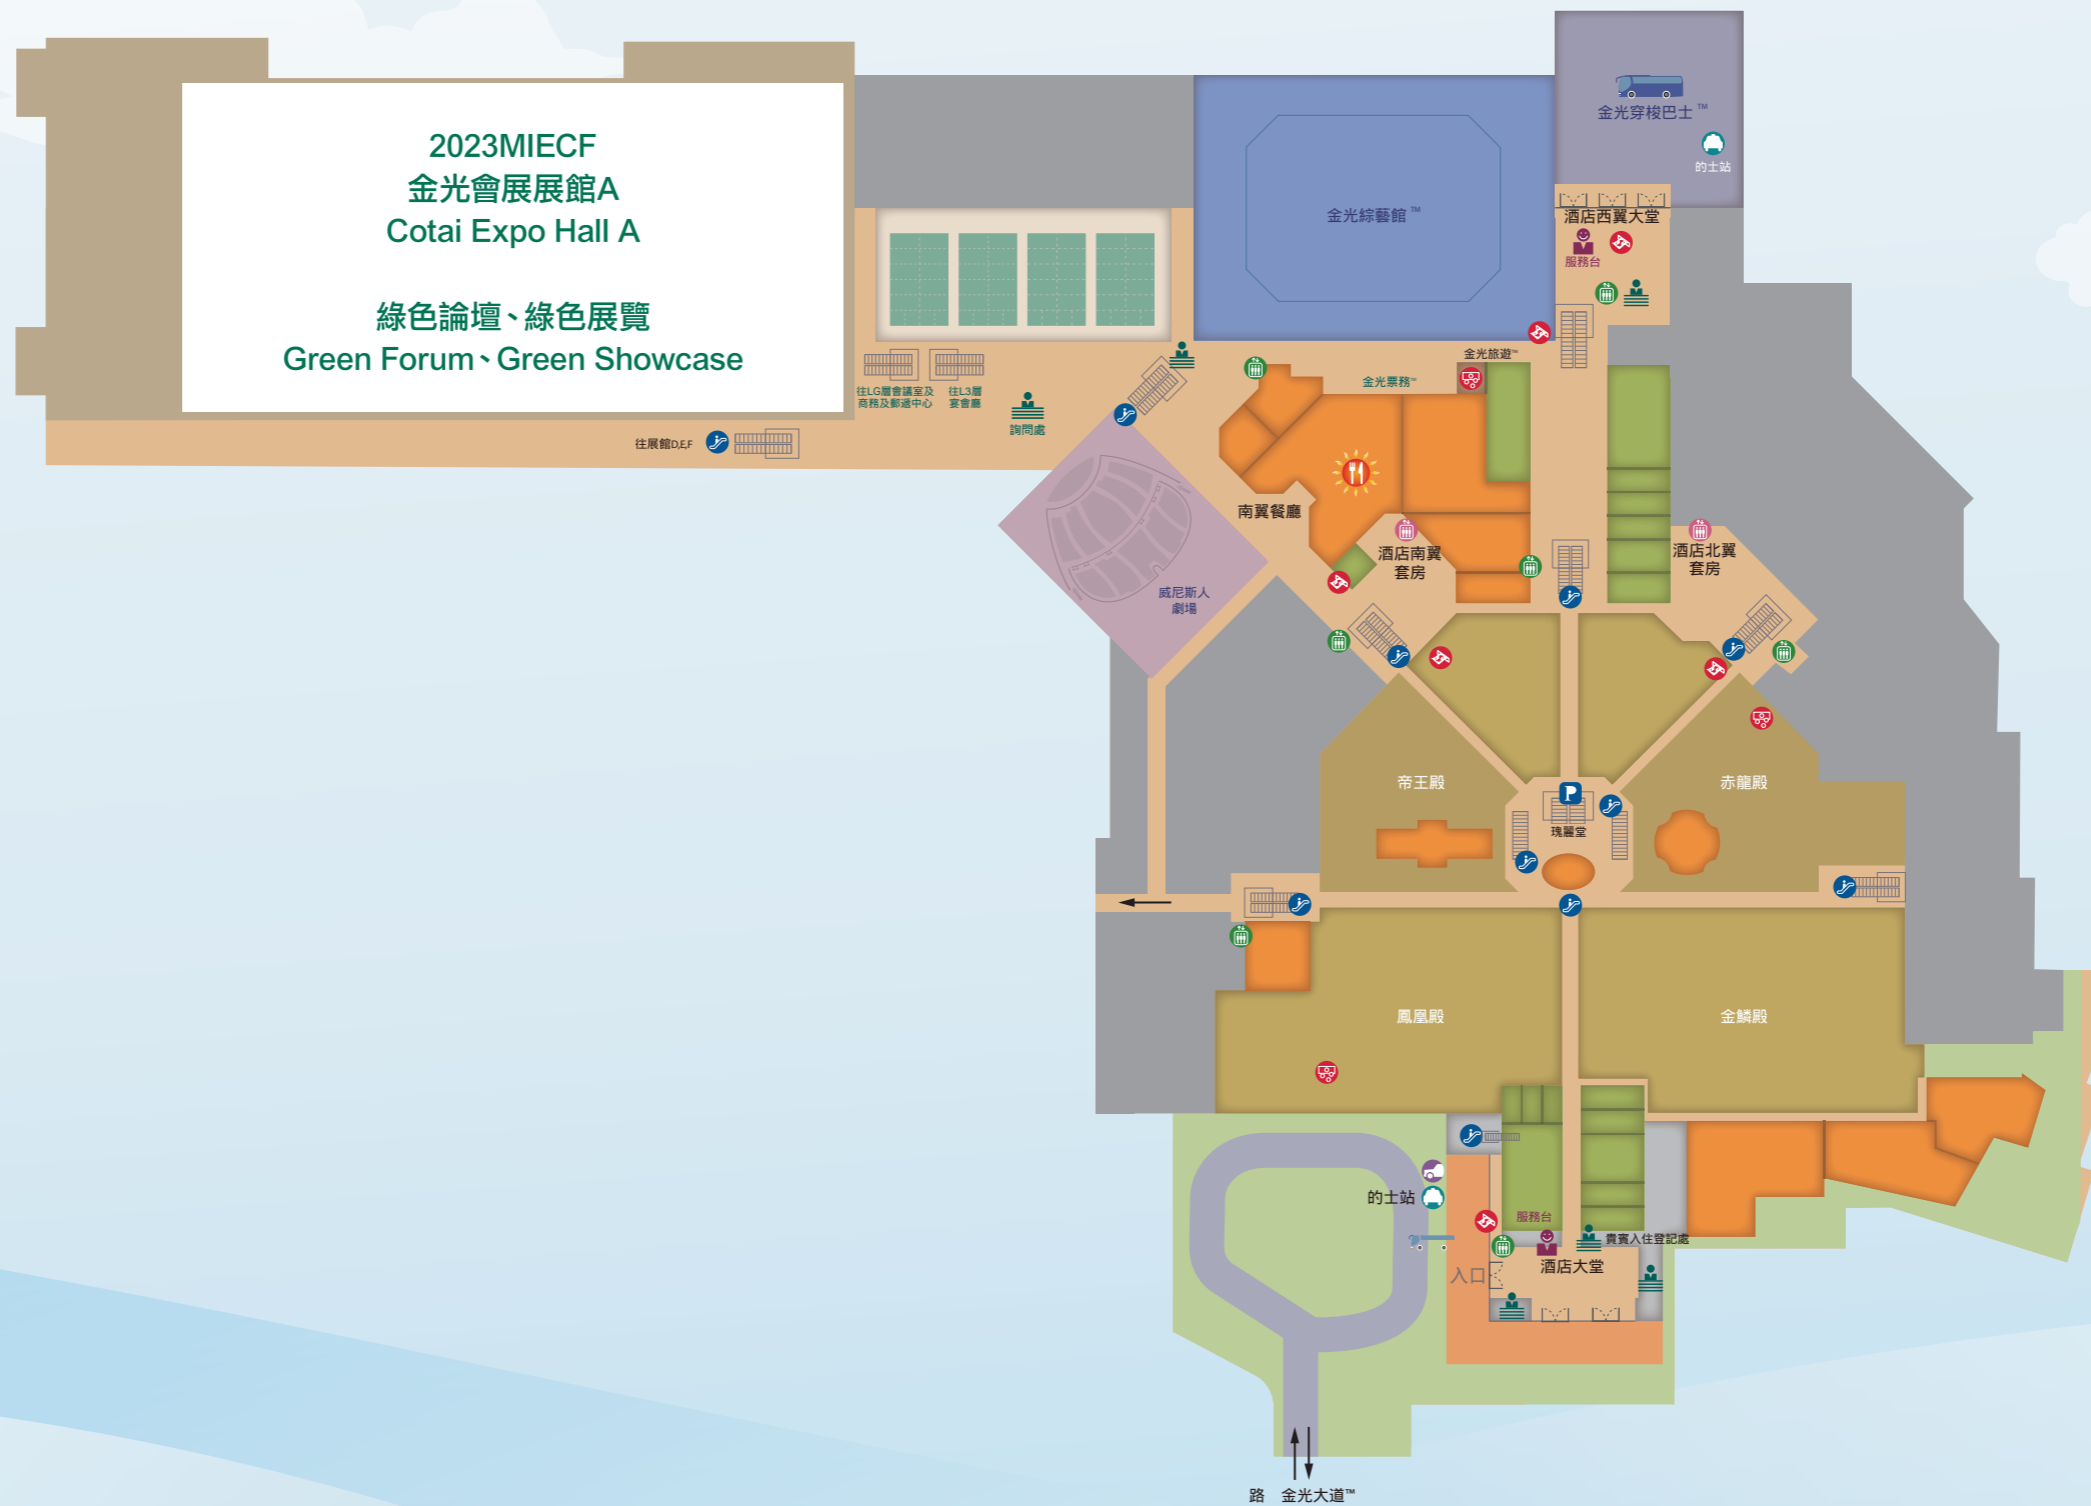 2023MIECF
金光會展展館A
Cotai Expo Hall A
綠色論壇、綠色展覽
Green Forum、Green Showcase
金光穿梭巴士™
的士站
金光綜藝館™
酒店西翼大堂
服務台
金光旅遊™
金光票務™
往LG層會議室及
商務及郵遞中心
往L3層
宴會廳
詢問處
往展館D,E,F
南翼餐廳
酒店南翼
套房
酒店北翼
套房
威尼斯人
劇場
帝王殿
赤龍殿
P
瑰麗堂
鳳凰殿
金鱗殿
的士站
服務台
貴賓入住登記處
酒店大堂
入口
路 金光大道™